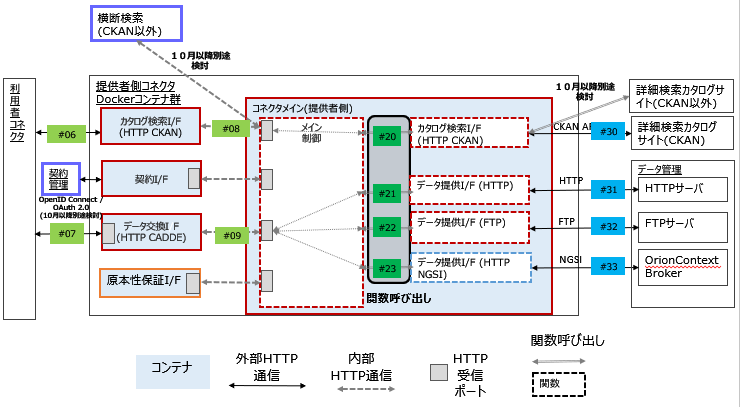 横断検索
(CKAN以外)
１０月以降別途
検討
１０月以降別途
検討
利
用
者
コ
ネ
ク
タ
提供者側コネクタ
Dockerコンテナ群
コネクタメイン(提供者側)
詳細検索カタログサ
イト(CKAN以外)
#06
カタログ検索I/F
(HTTP CKAN)
#08
メイン
制御
#20
カタログ検索I/F
(HTTP CKAN)
CKAN AP
#30
詳細検索カタログ
サイト(CKAN)
契約
管理
契約I/F
OpenID Connect /
OAuth 2.0
(10月以降別途検討)
データ管理
#21
データ提供I/F (HTTP)
HTTP
#31
HTTPサーバ
#07
データ交換I F
(HTTP CADDE)
#09
#22
データ提供I/F (FTP)
FTP
#32
FTPサーバ
#23
データ提供I/F (HTTP
NGSI)
NGSI
#33
OrionContext
Broker
原本性保証I/F
関数呼び出し
コンテナ
外部HTTP
通信
内部
HTTP通信
HTTP
受信
ポート
関数呼び出し
関数